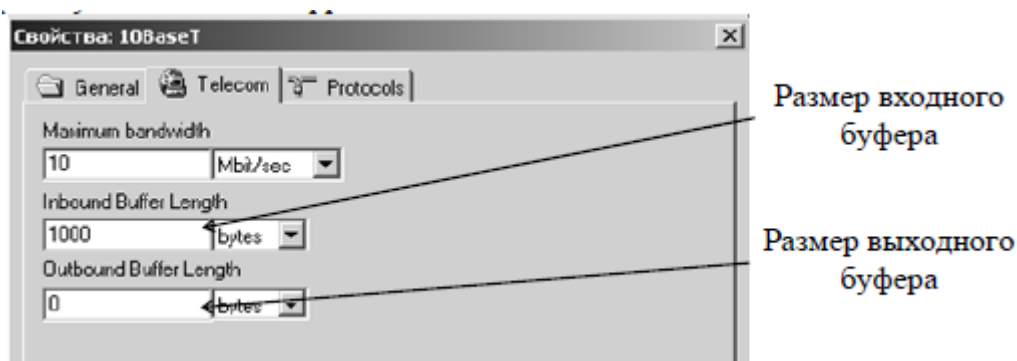 Свойства: 10BaseT
General Telecom Protocols
Maximum bandwidth
10 Mbit/sec
Размер входного
буфера
Inbound Buffer Length
1000 bytes
Outbound Buffer Length
0 bytes
Размер выходного
буфера